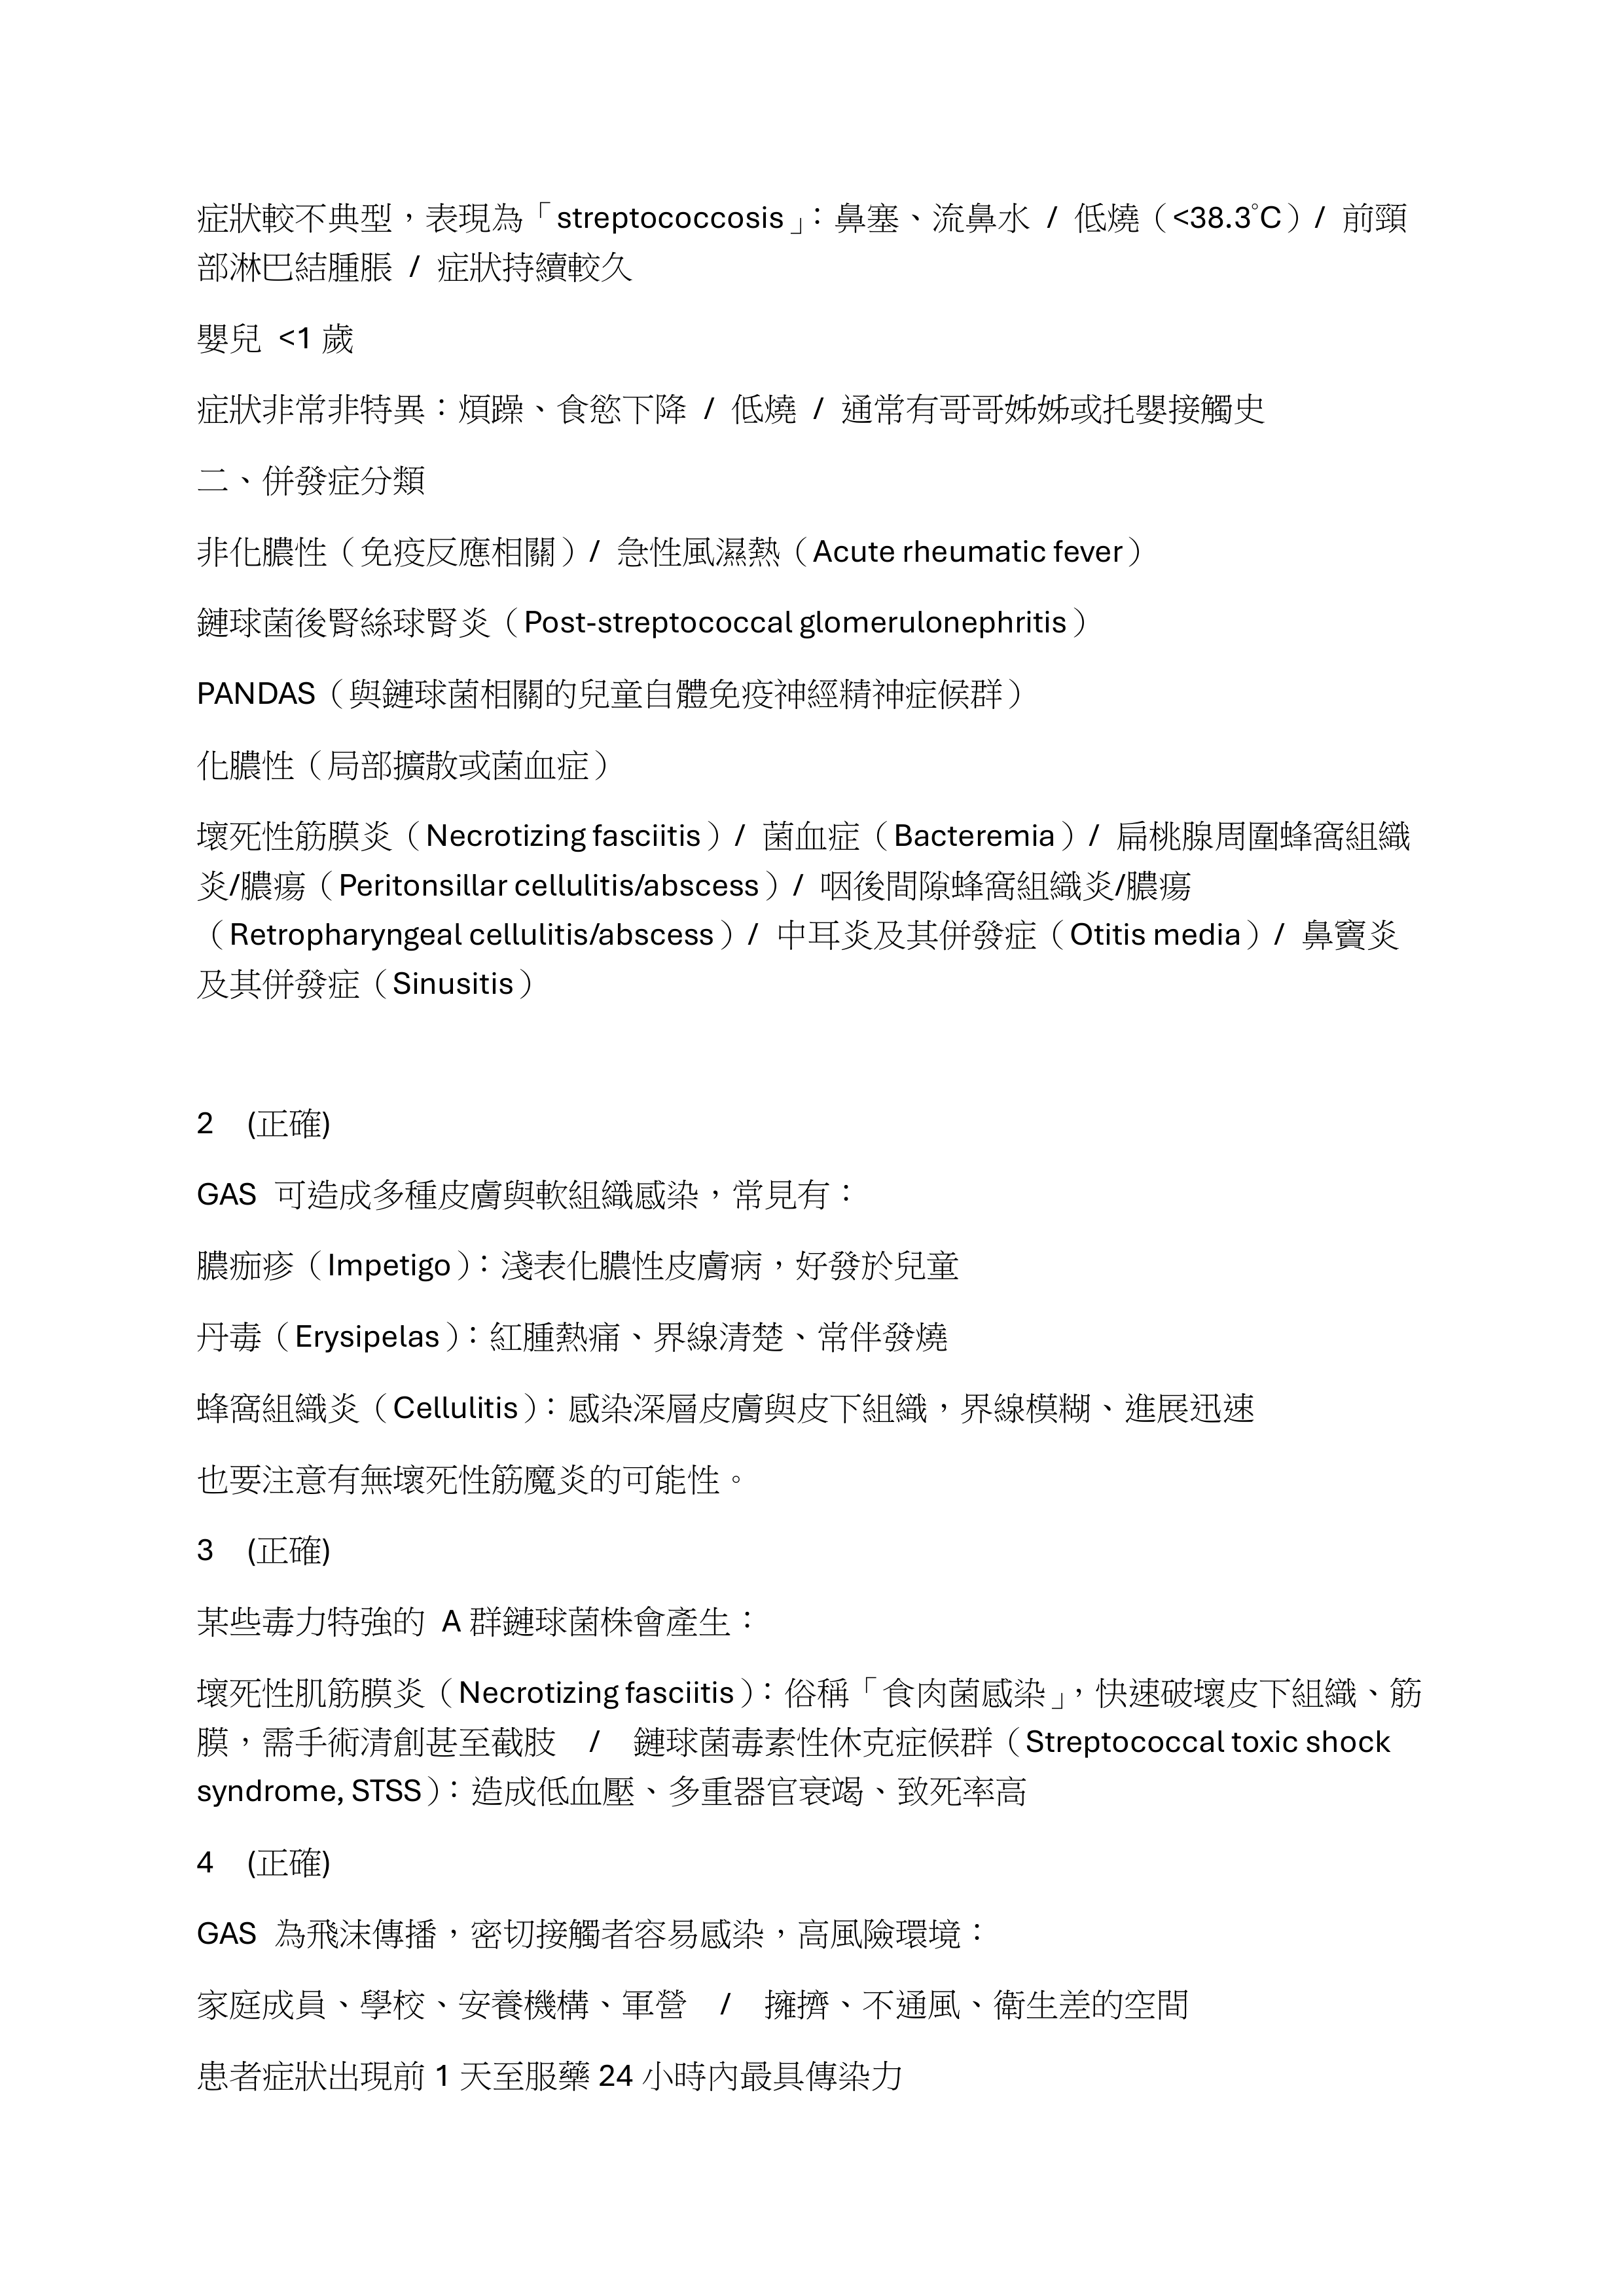 症狀較不典型，表現為「streptococcosis」：鼻塞、流鼻水 / 低燒（<38.3°C）/ 前頸
部淋巴結腫脹 / 症狀持續較久
嬰兒 <1 歲
症狀非常非特異：煩躁、食慾下降 / 低燒 / 通常有哥哥姊姊或托嬰接觸史
二、併發症分類
非化膿性（免疫反應相關）/ 急性風濕熱（Acute rheumatic fever）
鏈球菌後腎絲球腎炎（Post-streptococcal glomerulonephritis）
PANDAS（與鏈球菌相關的兒童自體免疫神經精神症候群）
化膿性（局部擴散或菌血症）
壞死性筋膜炎（Necrotizing fasciitis）/ 菌血症（Bacteremia）/ 扁桃腺周圍蜂窩組織
炎/膿瘍（Peritonsillar cellulitis/abscess）/ 咽後間隙蜂窩組織炎/膿瘍
（Retropharyngeal cellulitis/abscess）/ 中耳炎及其併發症（Otitis media）/ 鼻竇炎
及其併發症（Sinusitis）
2 (正確)
GAS 可造成多種皮膚與軟組織感染，常見有：
膿痂疹（Impetigo）：淺表化膿性皮膚病，好發於兒童
丹毒（Erysipelas）：紅腫熱痛、界線清楚、常伴發燒
蜂窩組織炎（Cellulitis）：感染深層皮膚與皮下組織，界線模糊、進展迅速
也要注意有無壞死性筋魔炎的可能性。
3 (正確)
某些毒力特強的 A 群鏈球菌株會產生：
壞死性肌筋膜炎（Necrotizing fasciitis）：俗稱「食肉菌感染」，快速破壞皮下組織、筋
膜，需手術清創甚至截肢 / 鏈球菌毒素性休克症候群（Streptococcal toxic shock
syndrome, STSS）：造成低血壓、多重器官衰竭、致死率高
4 (正確)
GAS 為飛沫傳播，密切接觸者容易感染，高風險環境：
家庭成員、學校、安養機構、軍營 / 擁擠、不通風、衛生差的空間
患者症狀出現前 1 天至服藥 24 小時內最具傳染力